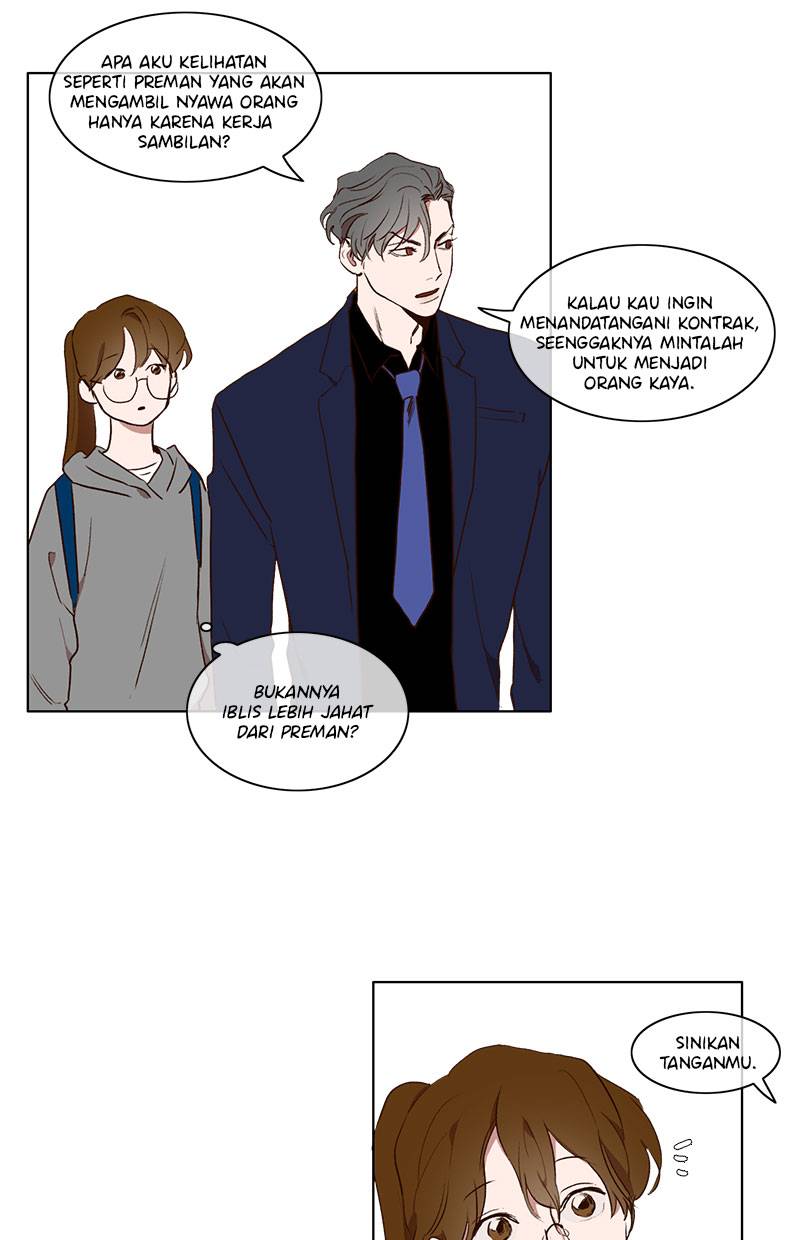 APA AKU KELIHATAN
SEPERTI PREMAN YANG AKAN
MENGAMBIL NYAWA ORANG
HANYA KARENA KERJA
SAMBILAN?
KALAU KAU INGIN
MENANDATANGANI KONTRAK,
SEENGGAKNYA MINTALAH
UNTUK MENJADI
ORANG KAYA.
BUKANNYA
IBLIS LEBIH JAHAT
DARI PREMAN?
SINIKAN
TANGANMU.